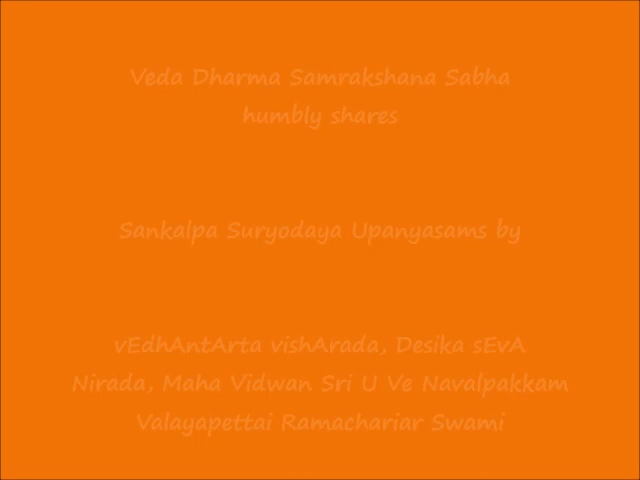 Veda Dharma Samrakshana Sabha
humbly shares
Sankalpa Suryodaya Upanyasams by
vEdhAntArta vishArada, Desika sEvA
Nirada, Maha Vidwan Sri U Ve Navalpakkam
Valayapettai Ramachariar Swami